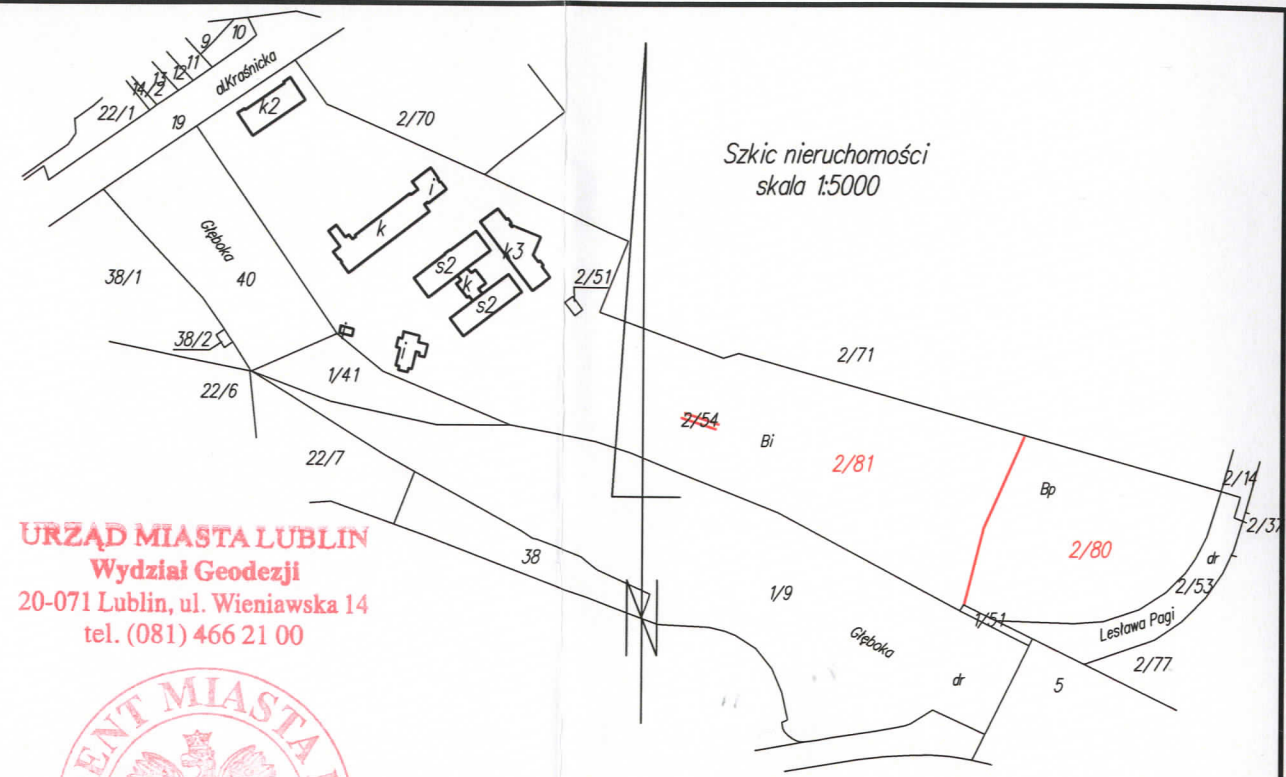 9
10
11
12
13
2
14
22/1
al.Kraśnicka
19
k2
2/70
Szkic nieruchomości
skala 1:5000
i
k
k3
s2
k
s2
2/51
Głęboka
40
38/1
38/2
i
i
1/41
22/6
2/71
2/54
Bi
2/81
Bp
2/80
2/14
2/37
dr
2/53
Lesława Pagi
2/77
22/7
38
1/9
1/51
Głęboka
dr
5
URZĄD MIASTA LUBLIN
Wydział Geodezji
20-071 Lublin, ul. Wieniawska 14
tel. (081) 466 21 00
ENT MIASTA